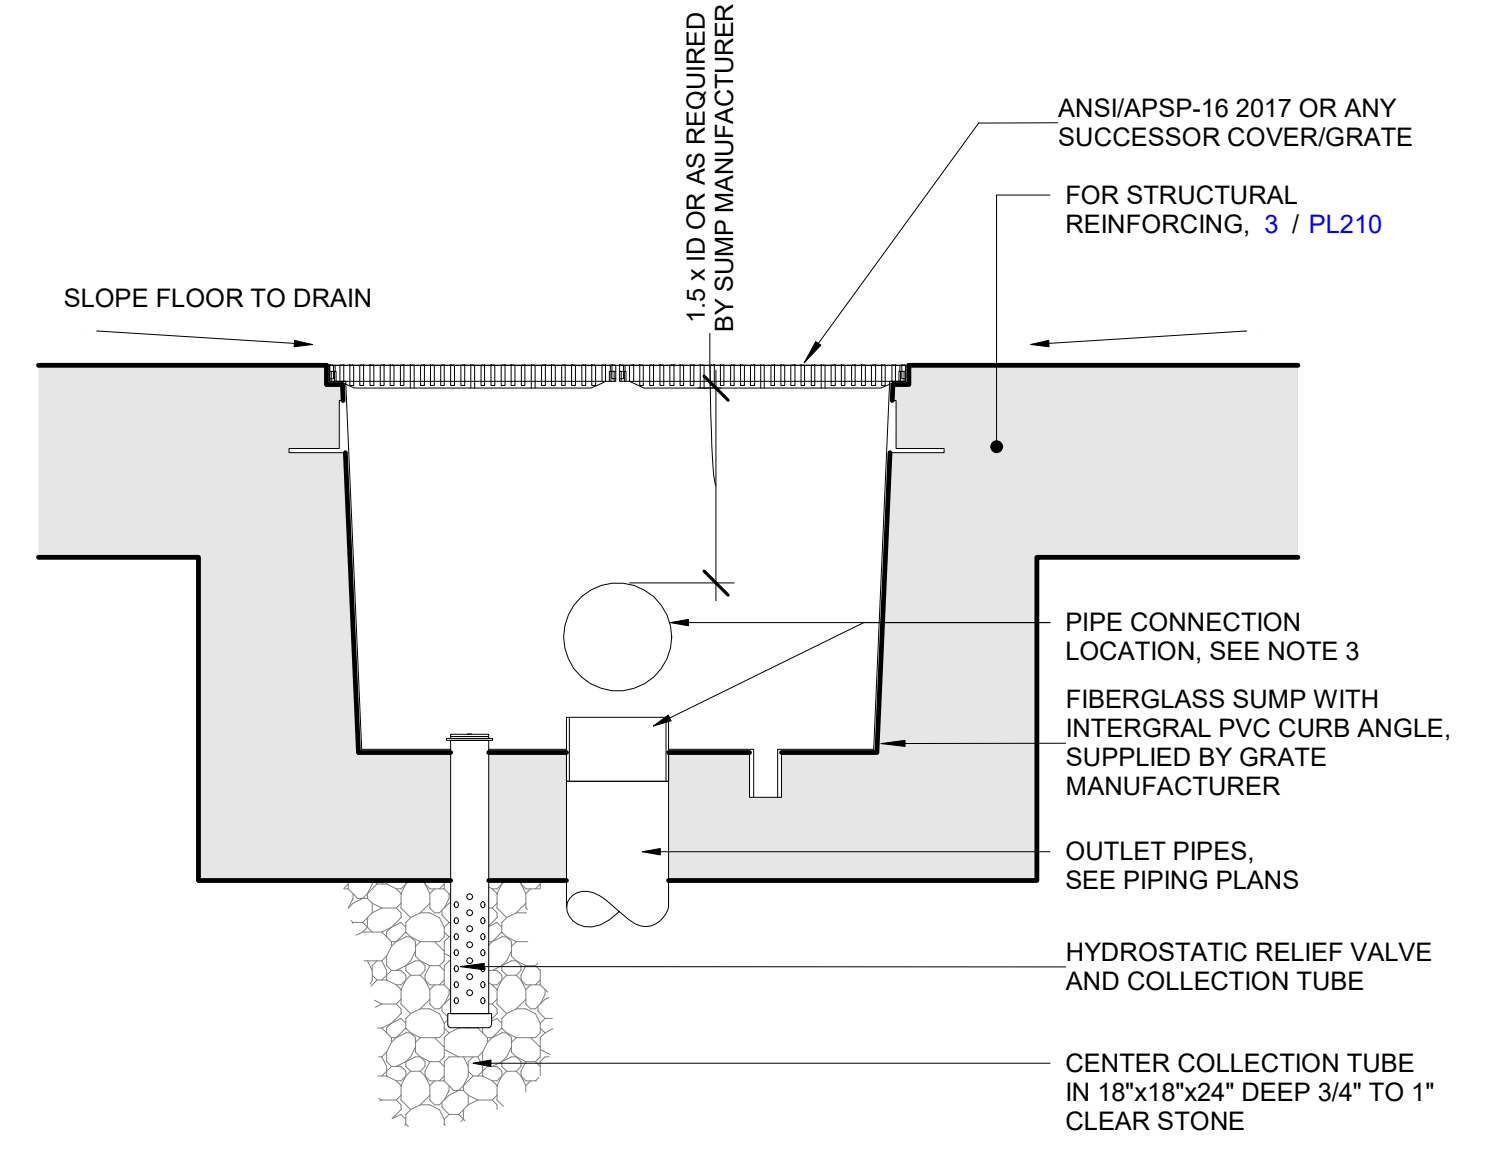 1.5 x ID OR AS REQUIRED
BY SUMP MANUFACTURER
ANSI/APSP-16 2017 OR ANY
SUCCESSOR COVER/GRATE
FOR STRUCTURAL
REINFORCING, 3 / PL210
SLOPE FLOOR TO DRAIN
PIPE CONNECTION
LOCATION, SEE NOTE 3
FIBERGLASS SUMP WITH
INTERGRAL PVC CURB ANGLE,
SUPPLIED BY GRATE
MANUFACTURER
OUTLET PIPES,
SEE PIPING PLANS
HYDROSTATIC RELIEF VALVE
AND COLLECTION TUBE
CENTER COLLECTION TUBE
IN 18"x18"x24" DEEP 3/4" TO 1"
CLEAR STONE